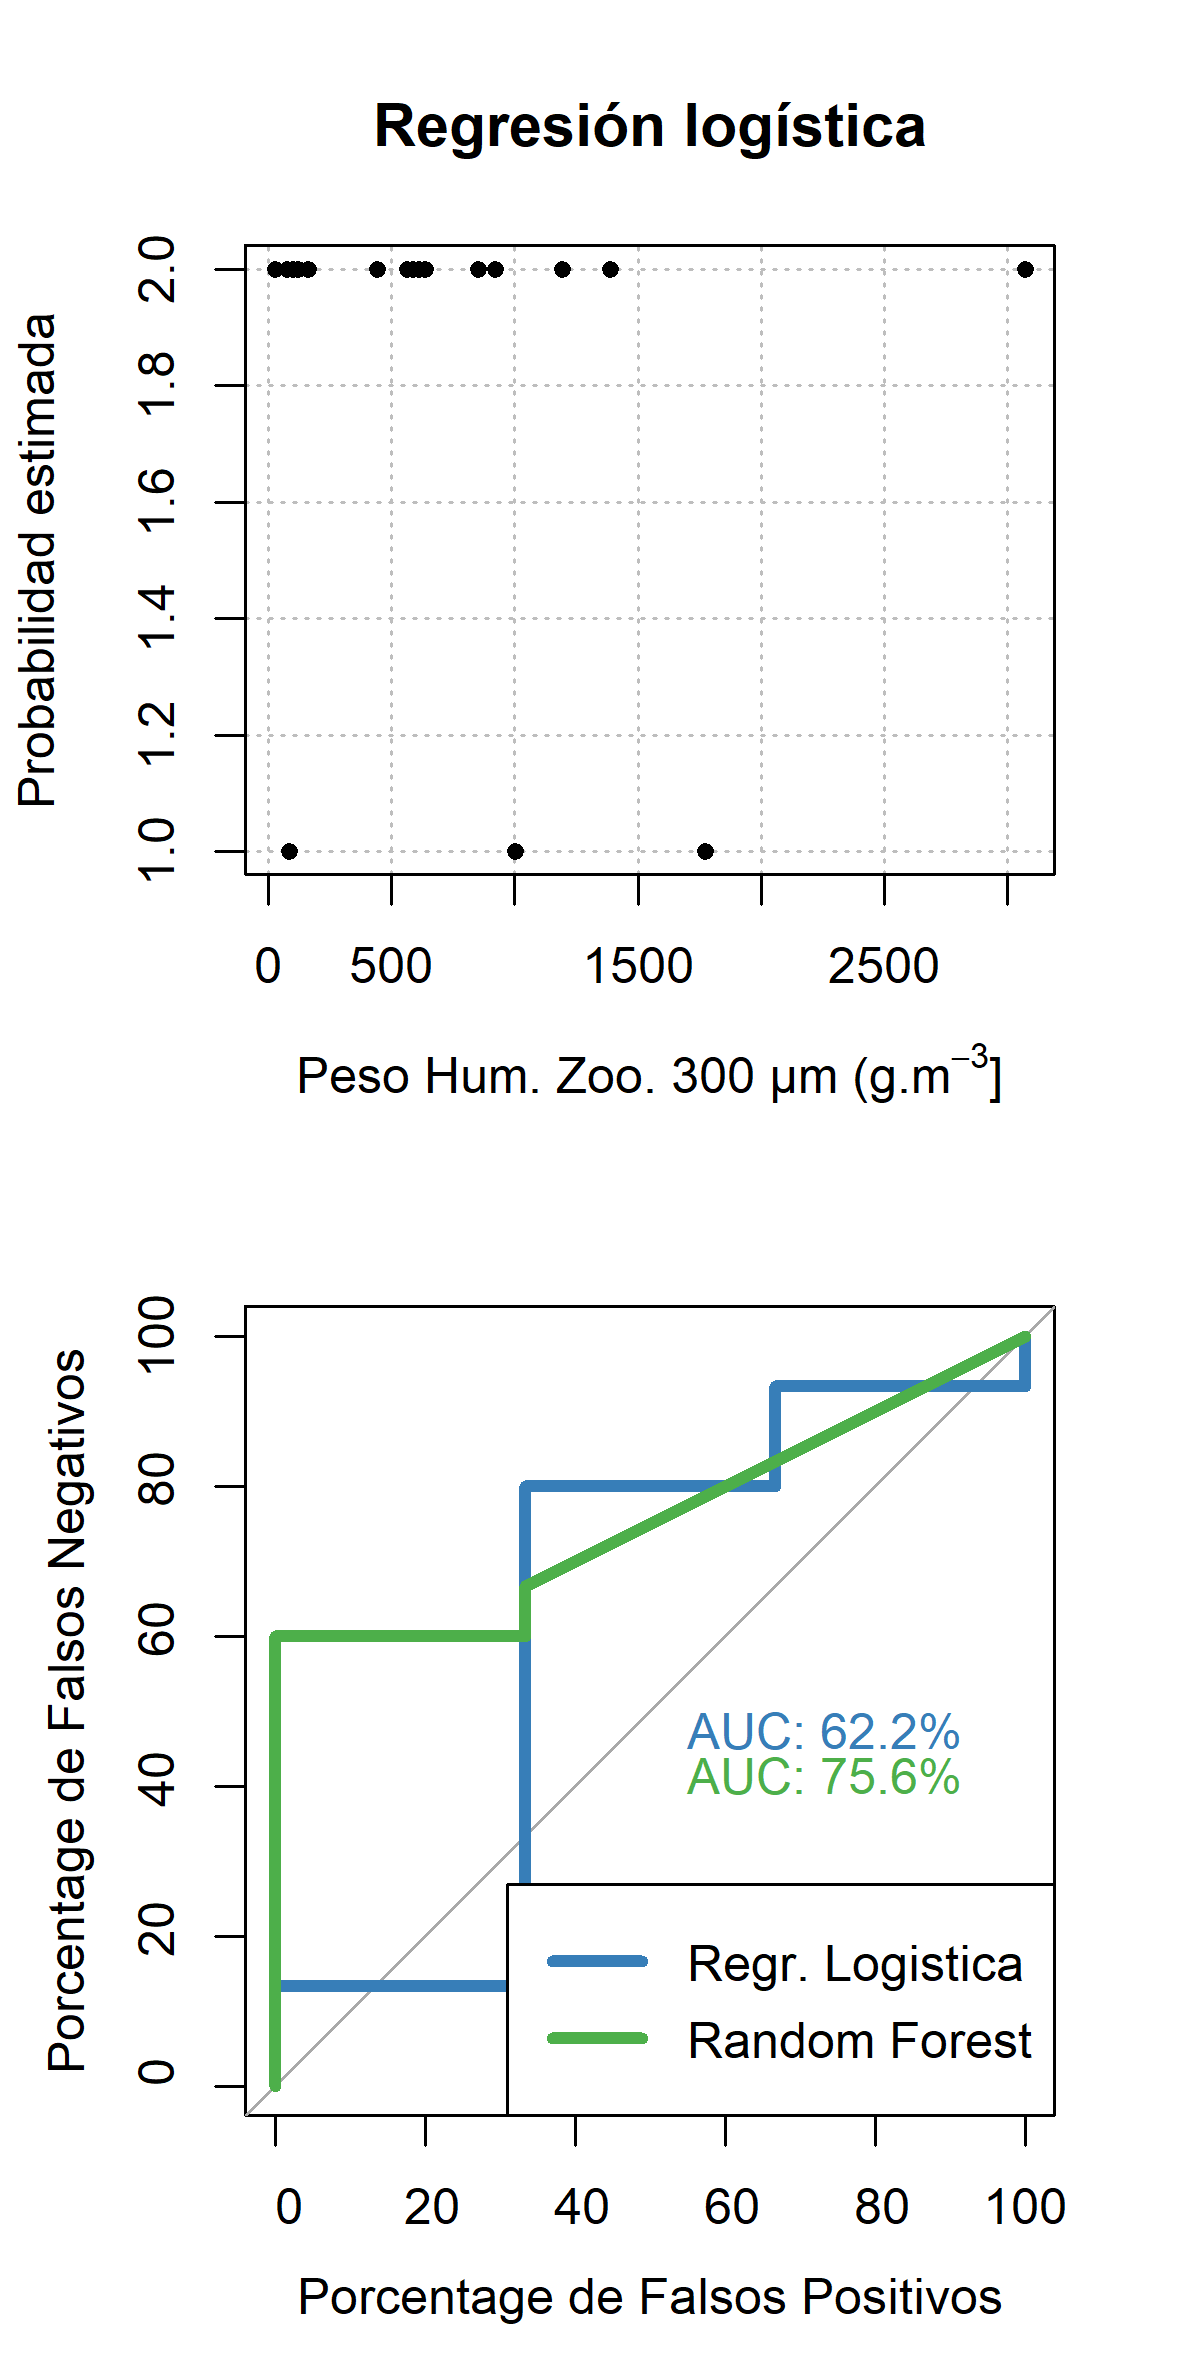 Regresión logística
Probabilidad estimada
2.0
1.8
1.6
1.4
1.2
1.0
0 500 1500 2500
Peso Hum. Zoo. 300 µm (g.m⁻³]
Porcentage de Falsos Negativos
100
80
60
40
20
0
AUC: 62.2%
AUC: 75.6%
Regr. Logistica
Random Forest
0 20 40 60 80 100
Porcentage de Falsos Positivos